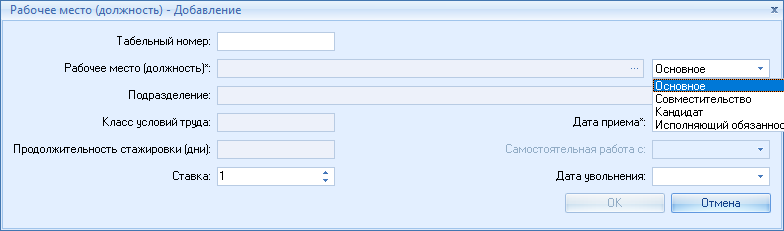 Рабочее место (должность) - Добавление
Табельный номер:
Рабочее место (должность)*: ... Основное
Основное
Совместительство
Кандидат
Исполняющий обязаннос
Подразделение:
Класс условий труда: Дата приема*:
Продолжительность стажировки (дни): Самостоятельная работа с:
Ставка: 1 Дата увольнения:
OK Отмена